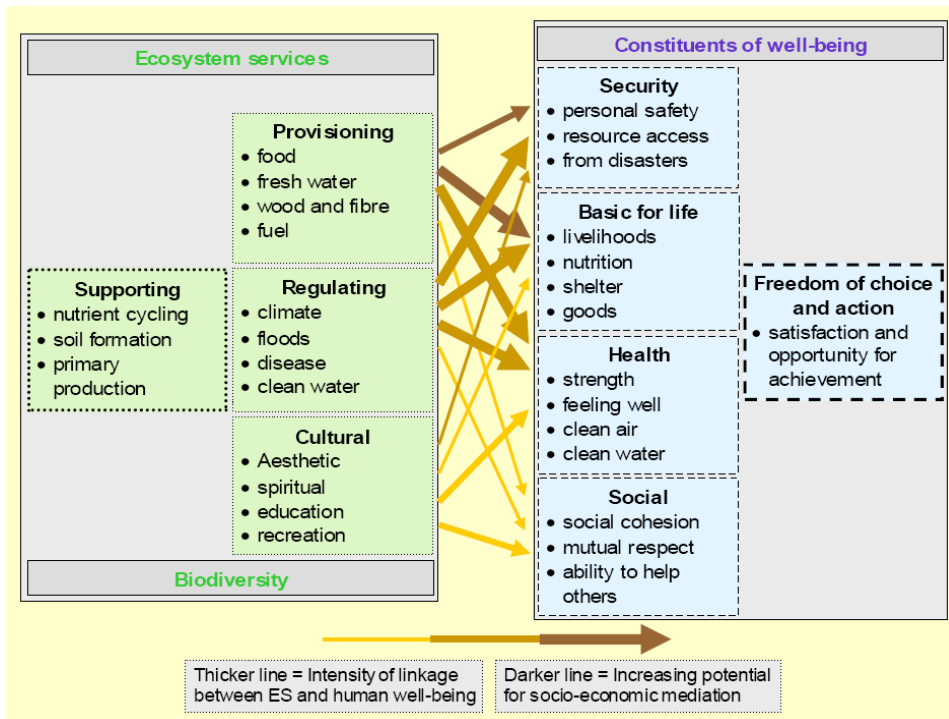 Ecosystem services
Provisioning
• food
• fresh water
• wood and fibre
• fuel
Supporting
• nutrient cycling
• soil formation
• primary
production
Regulating
• climate
• floods
• disease
• clean water
Cultural
• Aesthetic
• spiritual
• education
• recreation
Biodiversity
Constituents of well-being
Security
• personal safety
• resource access
• from disasters
Basic for life
• livelihoods
• nutrition
• shelter
• goods
Health
• strength
• feeling well
• clean air
• clean water
Social
• social cohesion
• mutual respect
• ability to help
others
Freedom of choice
and action
• satisfaction and
opportunity for
achievement
Thicker line = Intensity of linkage
between ES and human well-being
Darker line = Increasing potential
for socio-economic mediation